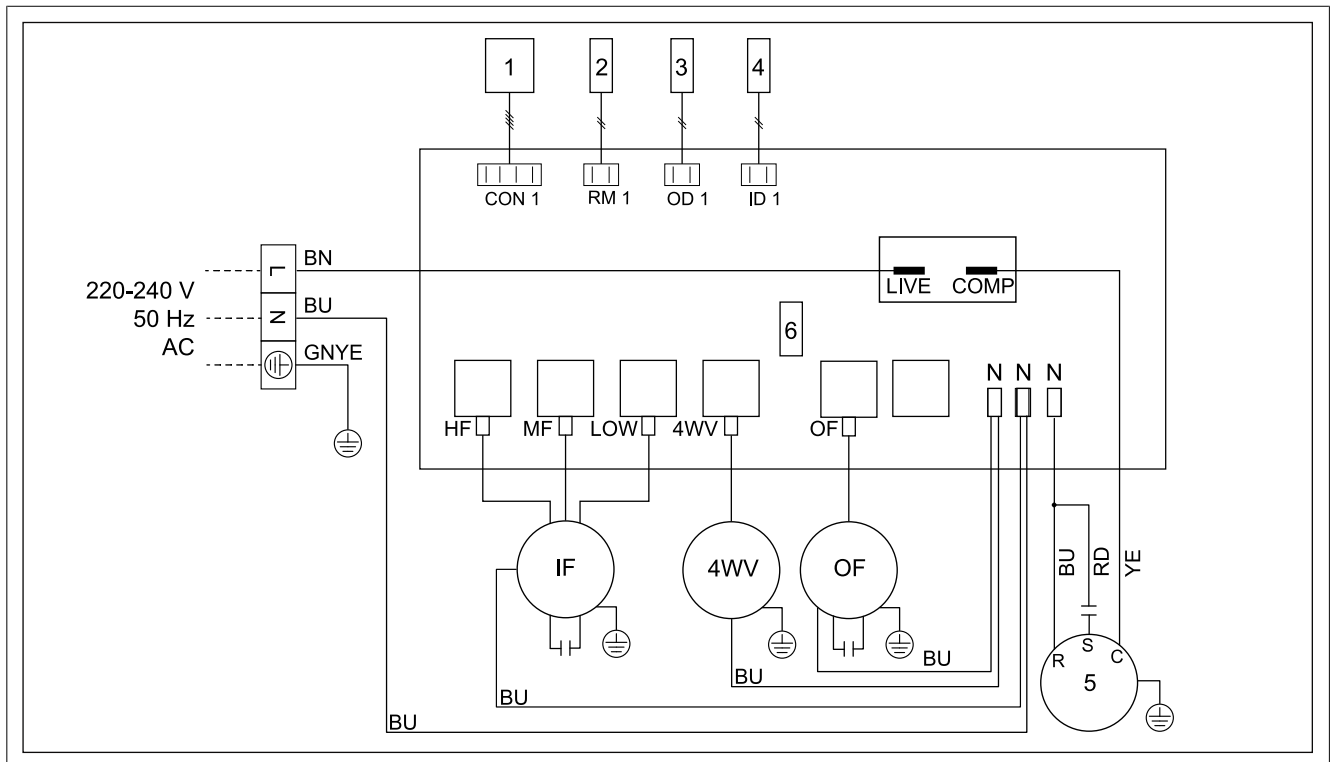 1 2 3 4
CON 1 RM 1 OD 1 ID 1
L BN
LIVE COMP
220-240 V
N BU
50 Hz
6
AC
GNYE
N N N
HF MF LOW 4WV OF
BU RD YE
IF 4WV OF
R S C
5
BU
BU
BU
BU